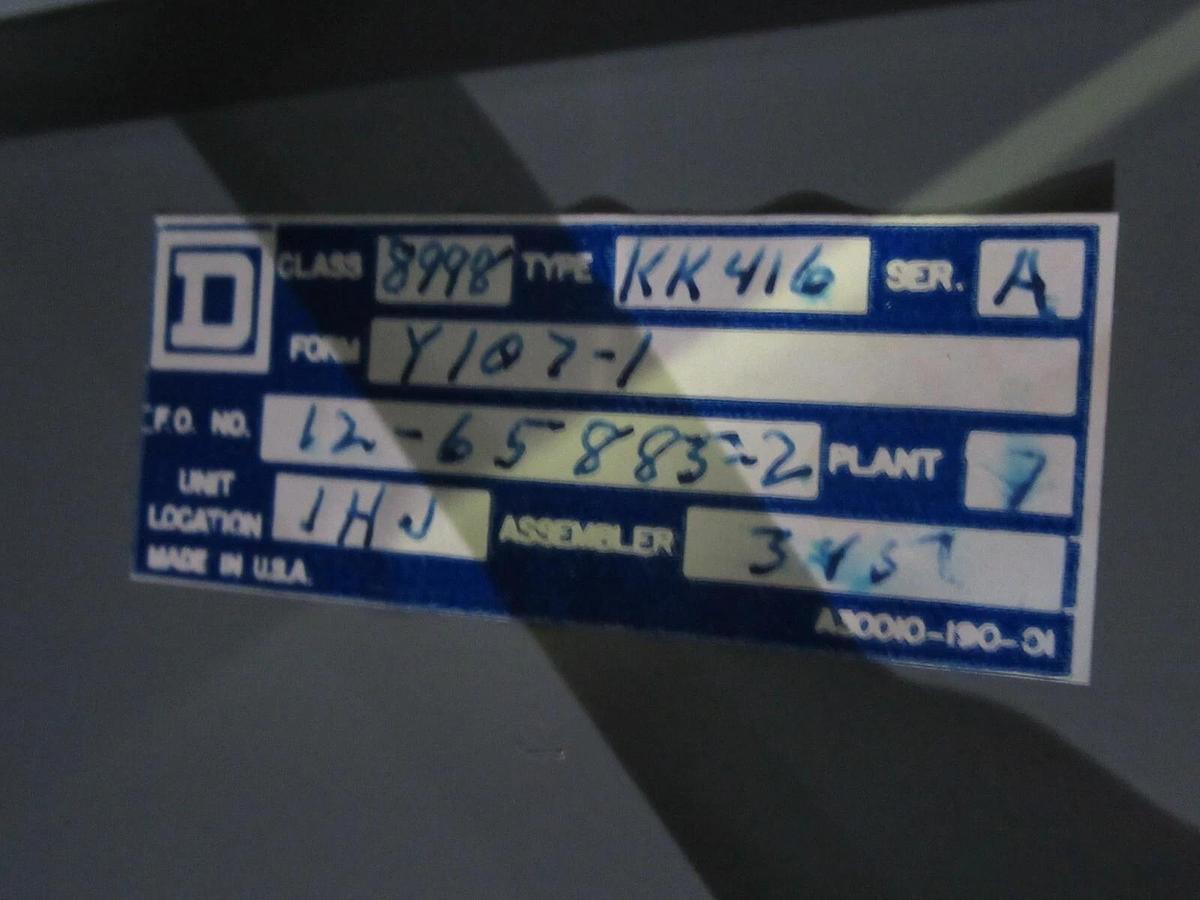 D CLASS 8998 TYPE KK416 SER. A
FORM Y107-1
F.O. NO. 12-65883-2 PLANT 7
UNIT LOCATION 1HJ ASSEMBLER
MADE IN U.S.A.
A30010-190-01